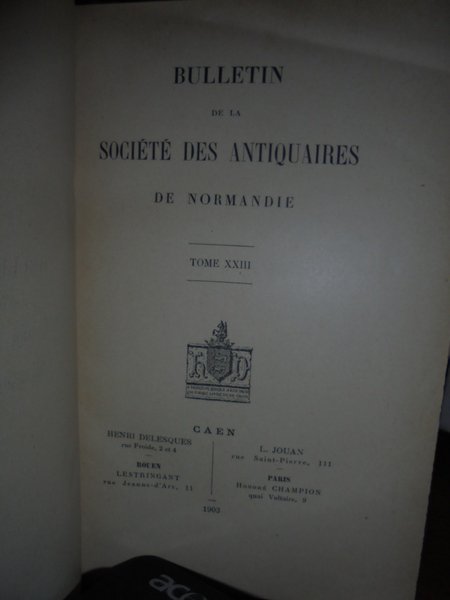 BULLETIN
DE LA
SOCIÉTÉ DES ANTIQUAIRES
DE NORMANDIE
TOME XXIII
H D
CAEN
HENRI DELESQUES
rue Froide, 2 et 4
ROUEN
LESTRINGANT
rue Jeanne-d'Arc, 11
L. JOUAN
rue Saint-Pierre, 111
PARIS
Honoré CHAMPION
quai Voltaire, 9
1903